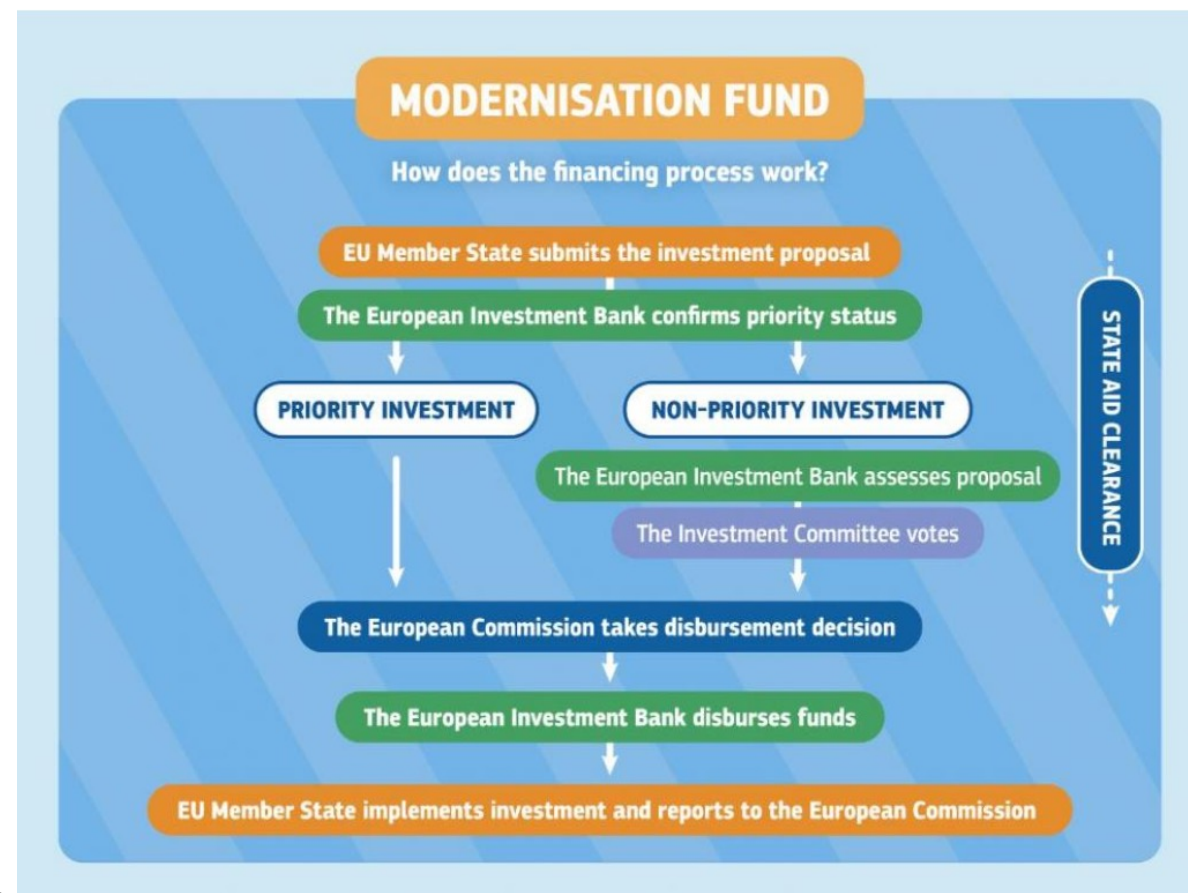 MODERNISATION FUND
How does the financing process work?
EU Member State submits the investment proposal
The European Investment Bank confirms priority status
PRIORITY INVESTMENT
NON-PRIORITY INVESTMENT
The European Investment Bank assesses proposal
The Investment Committee votes
STATE AID CLEARANCE
The European Commission takes disbursement decision
The European Investment Bank disburses funds
EU Member State implements investment and reports to the European Commission